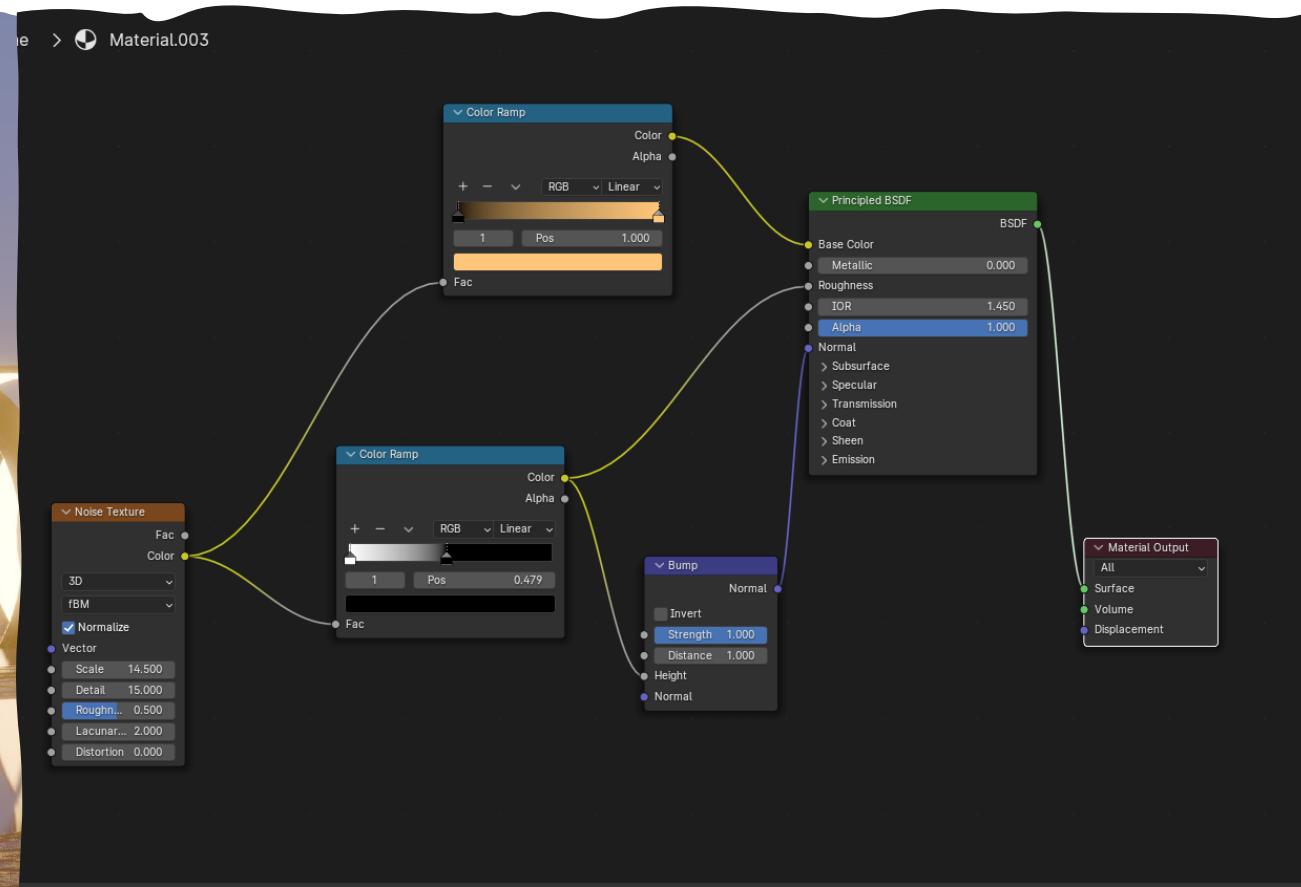 Material.003
Color Ramp
Color
Alpha
RGB Linear
1 Pos 1.000
Fac
Principled BSDF
BSDF
Base Color
Metallic 0.000
Roughness
IOR 1.450
Alpha 1.000
Normal
Subsurface
Specular
Transmission
Coat
Sheen
Emission
Color Ramp
Color
Alpha
RGB Linear
1 Pos 0.479
Fac
Noise Texture
Fac
Color
3D
fBM
Normalize
Vector
Scale 14.500
Detail 15.000
Roughn... 0.500
Lacunar... 2.000
Distortion 0.000
Bump
Normal
Invert
Strength 1.000
Distance 1.000
Height
Normal
Material Output
All
Surface
Volume
Displacement